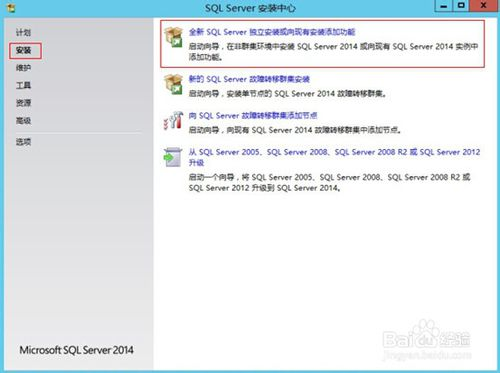 SQL Server 安装中心
计划
安装
维护
工具
资源
高级
选项
全新 SQL Server 独立安装或向现有安装添加功能
启动向导，在非群集环境中安装 SQL Server 2014 或向现有 SQL Server 2014 实例中
添加功能。
新的 SQL Server 故障转移群集安装
启动向导，安装单节点的 SQL Server 2014 故障转移群集。
向 SQL Server 故障转移群集添加节点
启动向导，向现有 SQL Server 2014 故障转移群集中添加节点。
从 SQL Server 2005、SQL Server 2008、SQL Server 2008 R2 或 SQL Server 2012
升级
启动一个向导，将 SQL Server 2005、SQL Server 2008、SQL Server 2008 R2 或
SQL Server 2012 升级到 SQL Server 2014。
Microsoft SQL Server 2014
Baidu 经验
jingyan.baidu.com